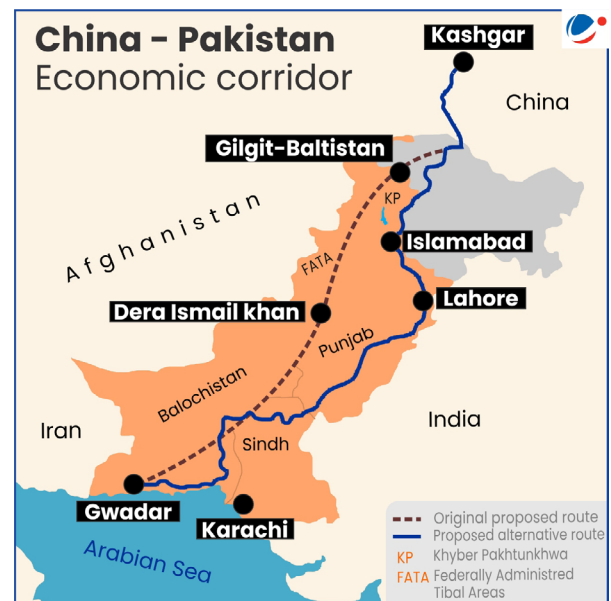 China - Pakistan
Economic corridor
Kashgar
China
Gilgit-Baltistan
KP
Afghanistan
Islamabad
FATA
Lahore
Dera Ismail khan
Punjab
Balochistan
India
Iran
Sindh
Gwadar
Karachi
Arabian Sea
Original proposed route
Proposed alternative route
KP Khyber Pakhtunkhwa
FATA Federally Administred
Tibal Areas